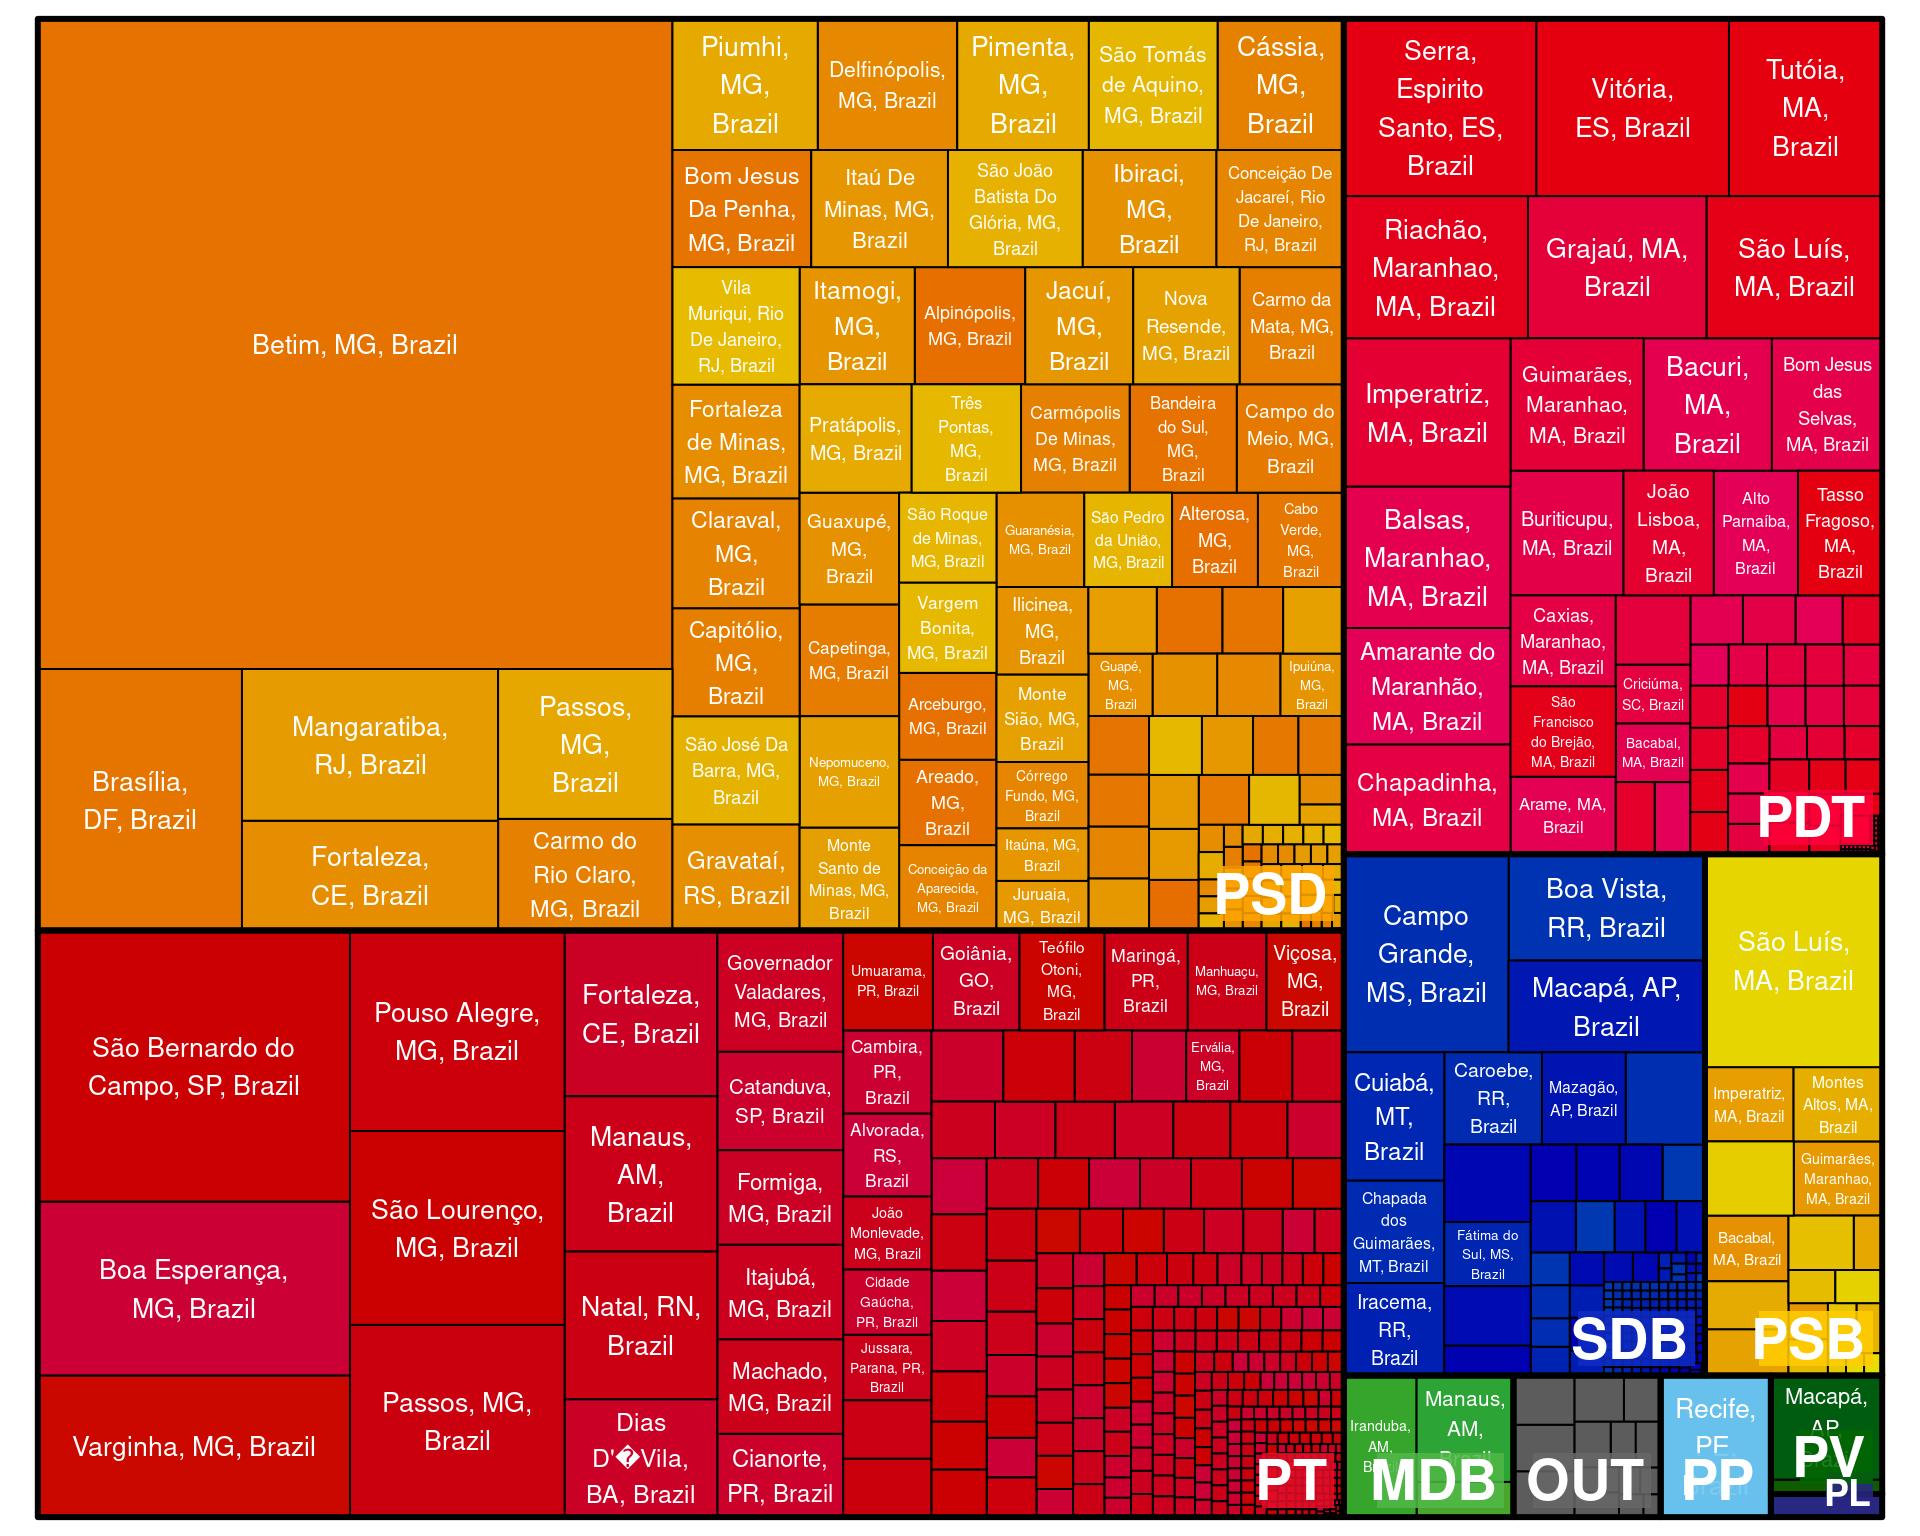 Betim, MG, Brazil
Brasília,
DF, Brazil
Mangaratiba,
RJ, Brazil
Fortaleza,
CE, Brazil
Passos,
MG,
Brazil
Carmo do
Rio Claro,
MG, Brazil
Piumhi,
MG,
Brazil
Delfinópolis,
MG, Brazil
Pimenta,
MG,
Brazil
São Tomás
de Aquino,
MG, Brazil
Cássia,
MG,
Brazil
Bom Jesus
Da Penha,
MG, Brazil
Itaú De
Minas, MG,
Brazil
São João
Batista Do
Glória, MG,
Brazil
Ibiraci,
MG,
Brazil
Conceição De
Jacareí, Rio
De Janeiro,
RJ, Brazil
Vila
Muriqui, Rio
De Janeiro,
RJ, Brazil
Itamogi,
MG,
Brazil
Alpinópolis,
MG, Brazil
Jacuí,
MG,
Brazil
Nova
Resende,
MG, Brazil
Carmo da
Mata, MG,
Brazil
Fortaleza
de Minas,
MG, Brazil
Pratápolis,
MG, Brazil
Três
Pontas,
MG,
Brazil
Carmópolis
De Minas,
MG, Brazil
Bandeira
do Sul,
MG,
Brazil
Campo do
Meio, MG,
Brazil
Claraval,
MG,
Brazil
Guaxupé,
MG,
Brazil
São Roque
de Minas,
MG, Brazil
Guaranésia,
MG, Brazil
São Pedro
da União,
MG, Brazil
Alterosa,
MG,
Brazil
Cabo
Verde,
MG,
Brazil
Capitólio,
MG,
Brazil
Capetinga,
MG, Brazil
Vargem
Bonita,
MG, Brazil
Ilicinea,
MG,
Brazil
Guapé,
MG,
Brazil
Ipuiúna,
MG,
Brazil
São José Da
Barra, MG,
Brazil
Nepomuceno,
MG, Brazil
Arceburgo,
MG, Brazil
Monte
Sião, MG,
Brazil
Gravataí,
RS, Brazil
Monte
Santo de
Minas, MG,
Brazil
Areado,
MG,
Brazil
Conceição da
Aparecida,
MG, Brazil
Córrego
Fundo, MG,
Brazil
Itaúna, MG,
Brazil
Juruaia,
MG, Brazil
PSD
Serra,
Espirito
Santo, ES,
Brazil
Vitória,
ES, Brazil
Tutóia,
MA,
Brazil
Riachão,
Maranhao,
MA, Brazil
Grajaú, MA,
Brazil
São Luís,
MA, Brazil
Imperatriz,
MA, Brazil
Guimarães,
Maranhao,
MA, Brazil
Bacuri,
MA,
Brazil
Bom Jesus
das
Selvas,
MA, Brazil
Balsas,
Maranhao,
MA, Brazil
Buriticupu,
MA, Brazil
João
Lisboa,
MA,
Brazil
Alto
Parnaíba,
MA,
Brazil
Tasso
Fragoso,
MA,
Brazil
Amarante do
Maranhão,
MA, Brazil
Caxias,
Maranhao,
MA, Brazil
Criciúma,
SC, Brazil
São
Francisco
do Brejão,
MA, Brazil
Bacabal,
MA, Brazil
Chapadinha,
MA, Brazil
Arame, MA,
Brazil
PDT
São Bernardo do
Campo, SP, Brazil
Boa Esperança,
MG, Brazil
Varginha, MG, Brazil
Pouso Alegre,
MG, Brazil
São Lourenço,
MG, Brazil
Passos, MG,
Brazil
Fortaleza,
CE, Brazil
Manaus,
AM,
Brazil
Natal, RN,
Brazil
Dias
D'�Vila,
BA, Brazil
Governador
Valadares,
MG, Brazil
Catanduva,
SP, Brazil
Formiga,
MG, Brazil
Itajubá,
MG, Brazil
Machado,
MG, Brazil
Cianorte,
PR, Brazil
Umuarama,
PR, Brazil
Goiânia,
GO,
Brazil
Teófilo
Otoni,
MG,
Brazil
Maringá,
PR,
Brazil
Manhuaçu,
MG, Brazil
Viçosa,
MG,
Brazil
Cambira,
PR,
Brazil
Ervália,
MG,
Brazil
Alvorada,
RS,
Brazil
João
Monlevade,
MG, Brazil
Cidade
Gaúcha,
PR, Brazil
Jussara,
Parana, PR,
Brazil
PT
Campo
Grande,
MS, Brazil
Boa Vista,
RR, Brazil
Macapá, AP,
Brazil
Cuiabá,
MT,
Brazil
Caroebe,
RR,
Brazil
Mazagão,
AP, Brazil
Chapada
dos
Guimarães,
MT, Brazil
Fátima do
Sul, MS,
Brazil
Iracema,
RR,
Brazil
SDB
São Luís,
MA, Brazil
Imperatriz,
MA, Brazil
Montes
Altos, MA,
Brazil
Guimarães,
Maranhao,
MA, Brazil
Bacabal,
MA, Brazil
PSB
Iranduba,
AM,
Brazil
Manaus,
AM,
Brazil
MDB
OUT
Recife,
PE,
Brazil
PP
Macapá,
AP,
Brazil
PV
PL